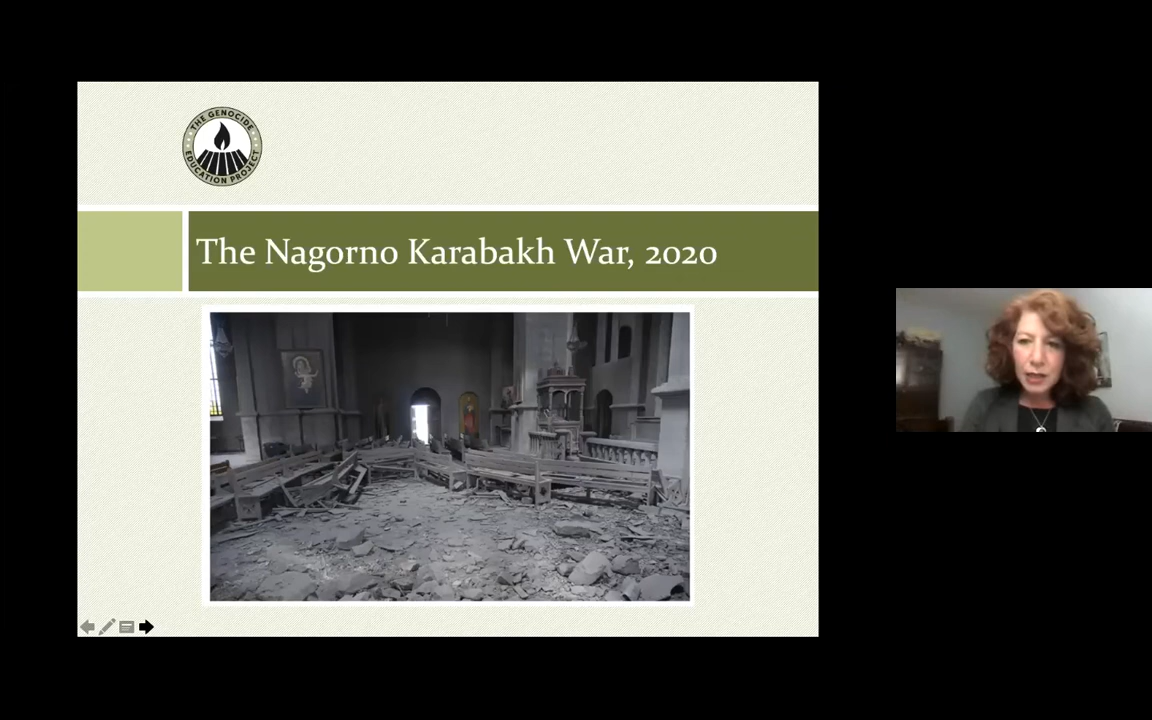 THE GENOCIDE
EDUCATION PROJECT
The Nagorno Karabakh War, 2020